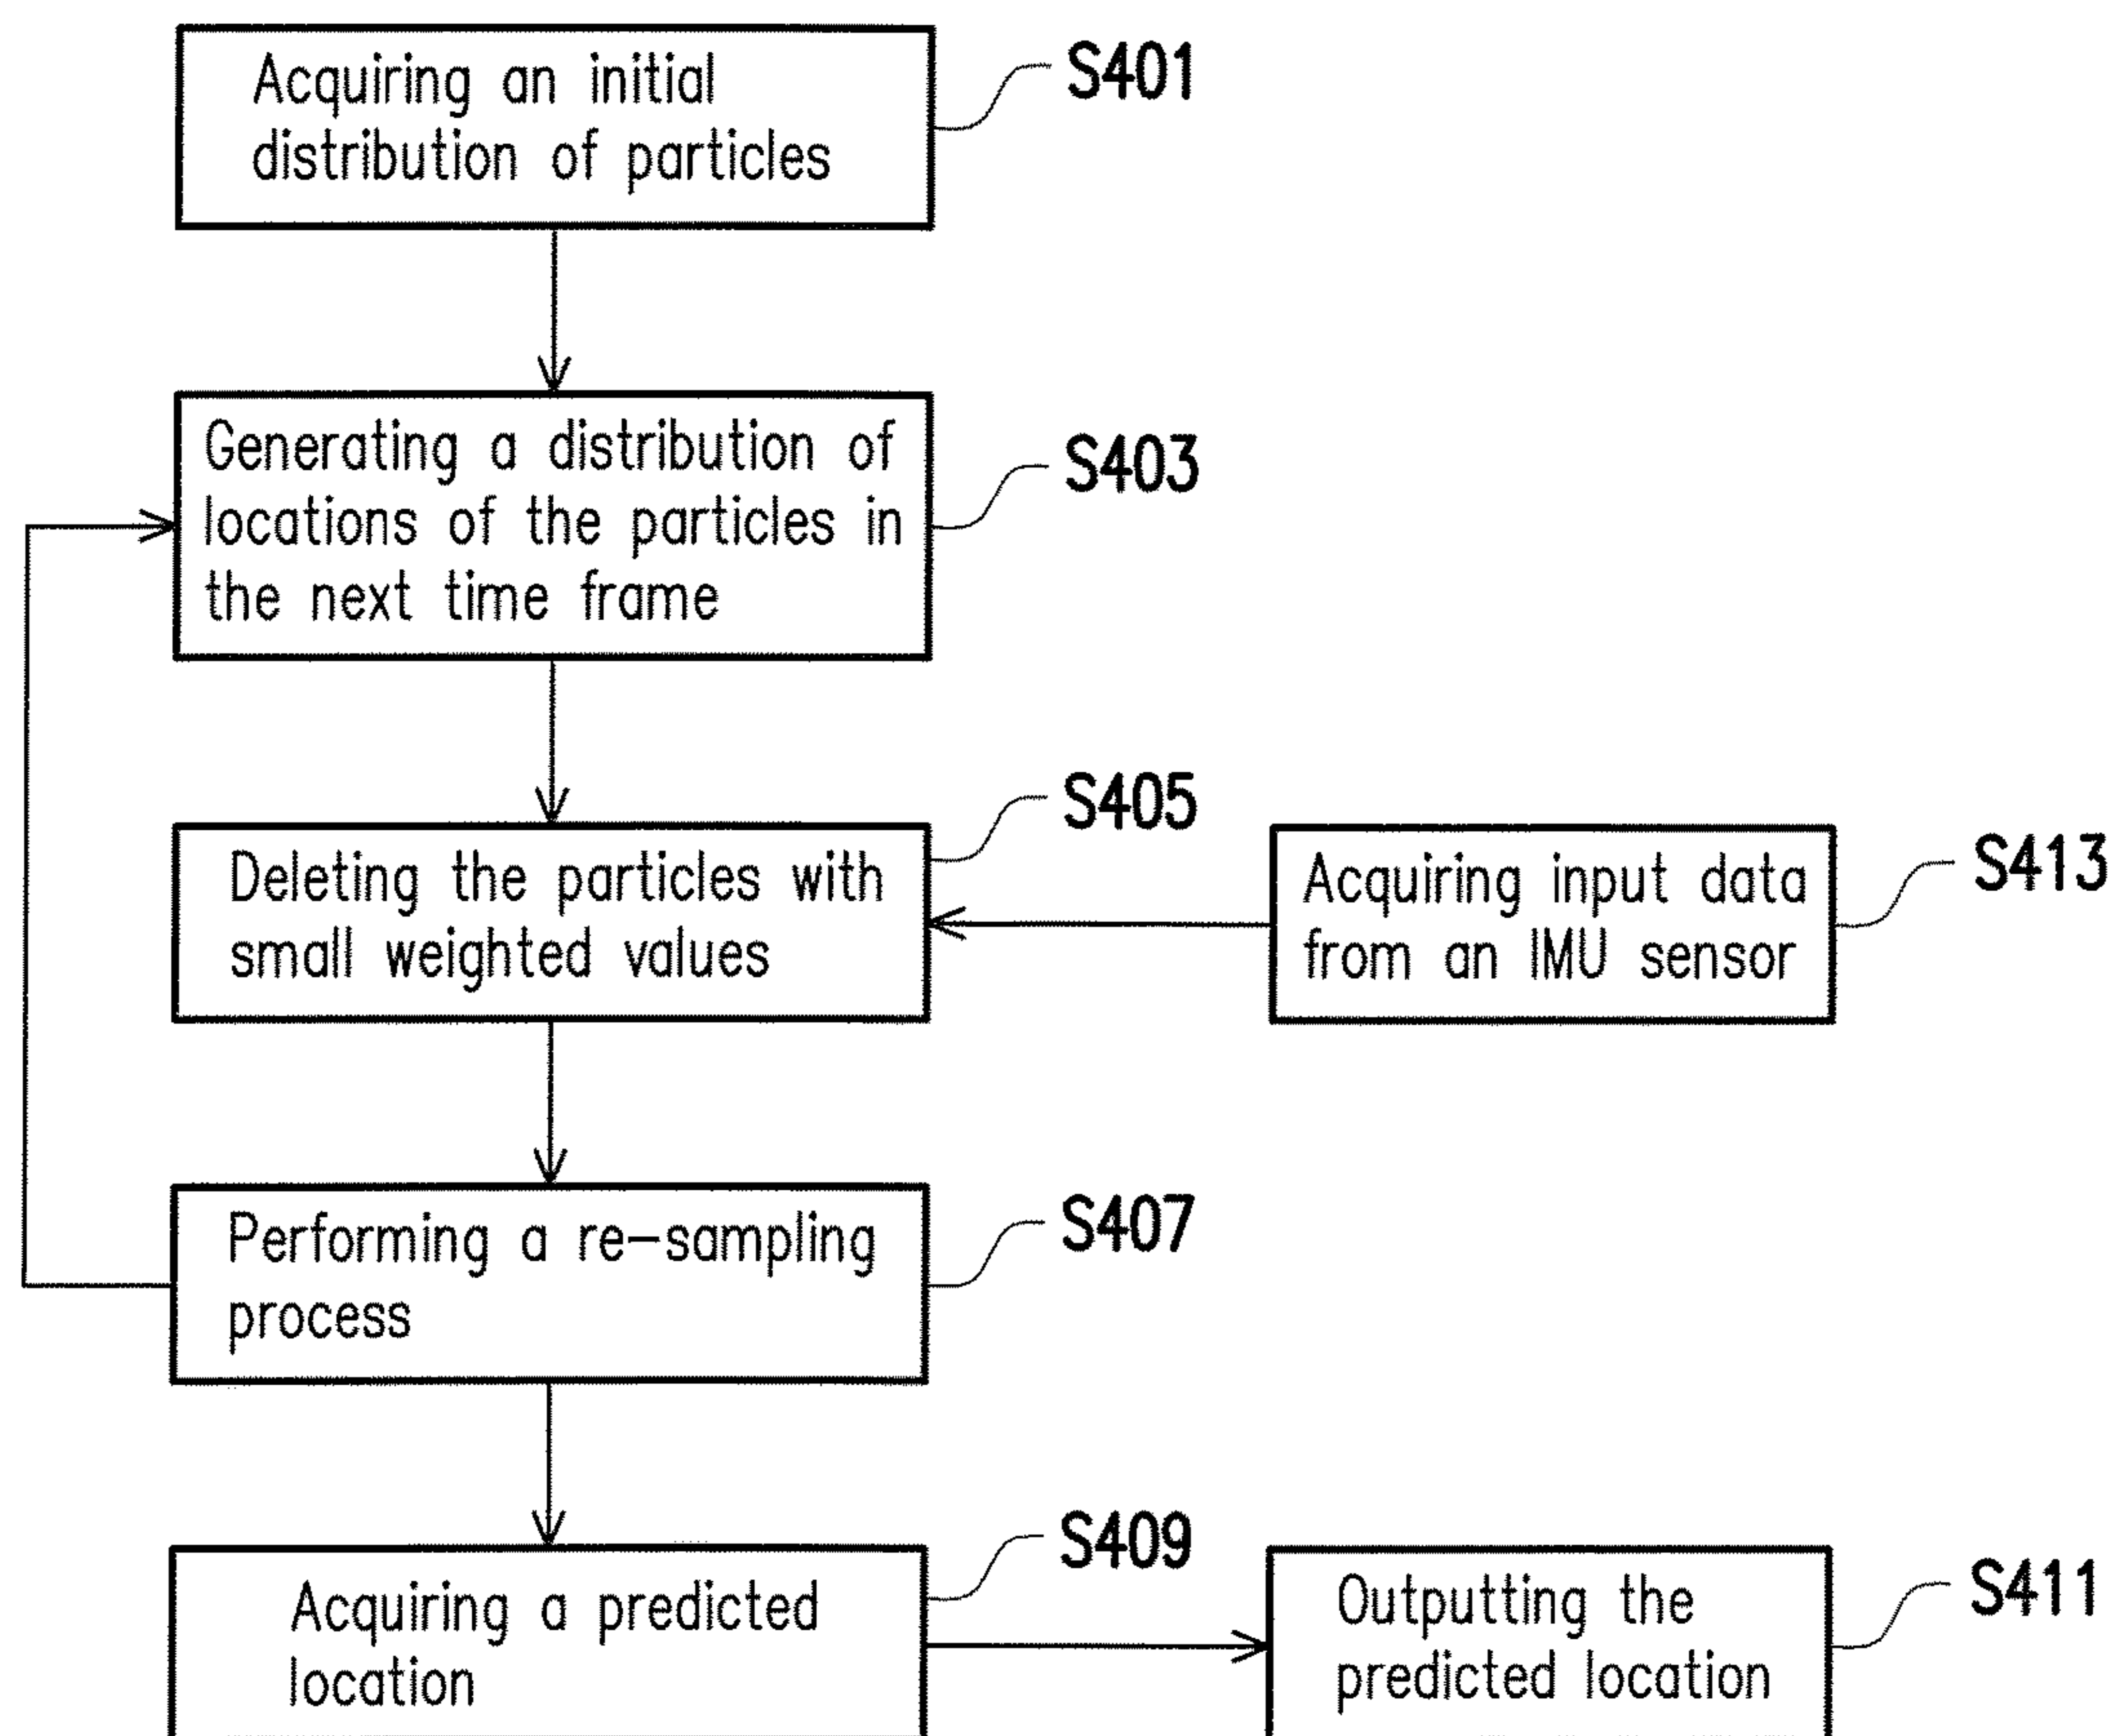 Acquiring an initial
distribution of particles
S401
Generating a distribution of
locations of the particles in
the next time frame
S403
Deleting the particles with
small weighted values
S405
Acquiring input data
from an IMU sensor
S413
Performing a re-sampling
process
S407
Acquiring a predicted
location
S409
Outputting the
predicted location
S411